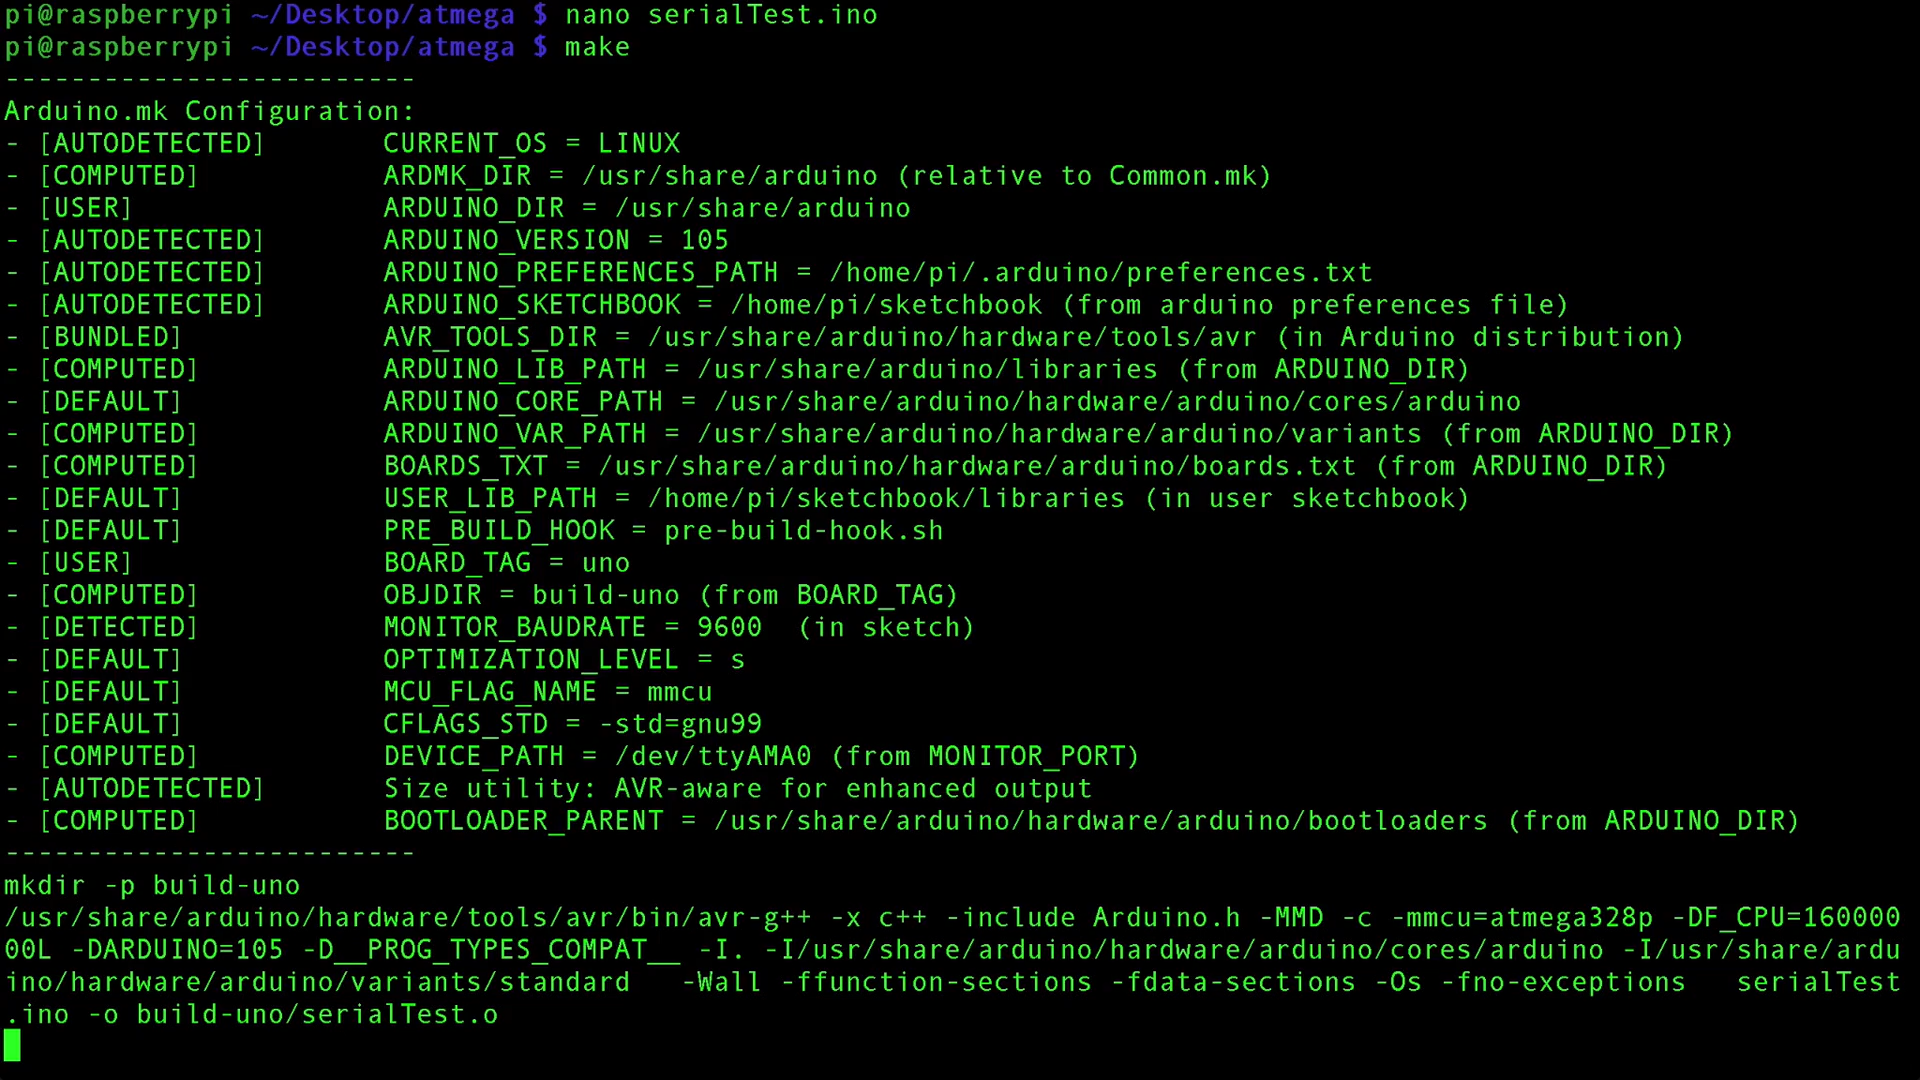 pi@raspberrypi ~/Desktop/atmega $ nano serialTest.ino
pi@raspberrypi ~/Desktop/atmega $ make
-------------------------
Arduino.mk Configuration:
- [AUTODETECTED]       CURRENT_OS = LINUX
- [COMPUTED]           ARDMK_DIR = /usr/share/arduino (relative to Common.mk)
- [USER]               ARDUINO_DIR = /usr/share/arduino
- [AUTODETECTED]       ARDUINO_VERSION = 105
- [AUTODETECTED]       ARDUINO_PREFERENCES_PATH = /home/pi/.arduino/preferences.txt
- [AUTODETECTED]       ARDUINO_SKETCHBOOK = /home/pi/sketchbook (from arduino preferences file)
- [BUNDLED]            AVR_TOOLS_DIR = /usr/share/arduino/hardware/tools/avr (in Arduino distribution)
- [COMPUTED]           ARDUINO_LIB_PATH = /usr/share/arduino/libraries (from ARDUINO_DIR)
- [DEFAULT]            ARDUINO_CORE_PATH = /usr/share/arduino/hardware/arduino/cores/arduino
- [COMPUTED]           ARDUINO_VAR_PATH = /usr/share/arduino/hardware/arduino/variants (from ARDUINO_DIR)
- [COMPUTED]           BOARDS_TXT = /usr/share/arduino/hardware/arduino/boards.txt (from ARDUINO_DIR)
- [DEFAULT]            USER_LIB_PATH = /home/pi/sketchbook/libraries (in user sketchbook)
- [DEFAULT]            PRE_BUILD_HOOK = pre-build-hook.sh
- [USER]               BOARD_TAG = uno
- [COMPUTED]           OBJDIR = build-uno (from BOARD_TAG)
- [DETECTED]           MONITOR_BAUDRATE = 9600  (in sketch)
- [DEFAULT]            OPTIMIZATION_LEVEL = s
- [DEFAULT]            MCU_FLAG_NAME = mmcu
- [DEFAULT]            CFLAGS_STD = -std=gnu99
- [COMPUTED]           DEVICE_PATH = /dev/ttyAMA0 (from MONITOR_PORT)
- [AUTODETECTED]       Size utility: AVR-aware for enhanced output
- [COMPUTED]           BOOTLOADER_PARENT = /usr/share/arduino/hardware/arduino/bootloaders (from ARDUINO_DIR)
-------------------------
mkdir -p build-uno
/usr/share/arduino/hardware/tools/avr/bin/avr-g++ -x c++ -include Arduino.h -MMD -c -mmcu=atmega328p -DF_CPU=160000
00L -DARDUINO=105 -D__PROG_TYPES_COMPAT__ -I. -I/usr/share/arduino/hardware/arduino/cores/arduino -I/usr/share/ardu
ino/hardware/arduino/variants/standard   -Wall -ffunction-sections -fdata-sections -Os -fno-exceptions   serialTest
.ino -o build-uno/serialTest.o